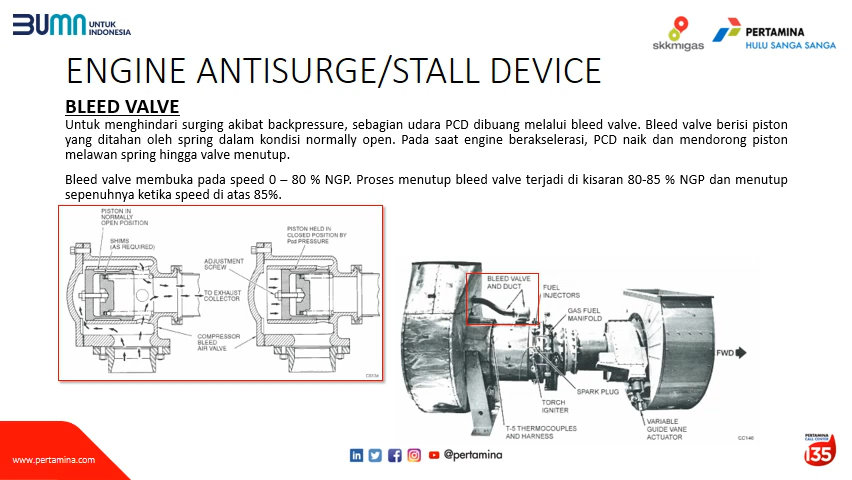 BUMN UNTUK
INDONESIA
skkmigas
PERTAMINA
HULU SANGA SANGA
ENGINE ANTISURGE/STALL DEVICE
BLEED VALVE
Untuk menghindari surging akibat backpressure, sebagian udara PCD dibuang melalui bleed valve. Bleed valve berisi piston
yang ditahan oleh spring dalam kondisi normally open. Pada saat engine berakselerasi, PCD naik dan mendorong piston
melawan spring hingga valve menutup.
Bleed valve membuka pada speed 0 – 80 % NGP. Proses menutup bleed valve terjadi di kisaran 80-85 % NGP dan menutup
sepenuhnya ketika speed di atas 85%.
PISTON IN
NORMALLY
OPEN POSITION
SHIMS
(AS REQUIRED)
PISTON HELD IN
CLOSED POSITION BY
Pcd PRESSURE
ADJUSTMENT
SCREW
TO EXHAUST
COLLECTOR
COMPRESSOR
BLEED
AIR VALVE
BLEED VALVE
AND DUCT
FUEL
INJECTORS
GAS FUEL
MANIFOLD
FWD
SPARK PLUG
TORCH
IGNITER
T-5 THERMOCOUPLES
AND HARNESS
VARIABLE
GUIDE VANE
ACTUATOR
www.pertamina.com
@pertamina
PERTAMINA
CALL CENTER
135